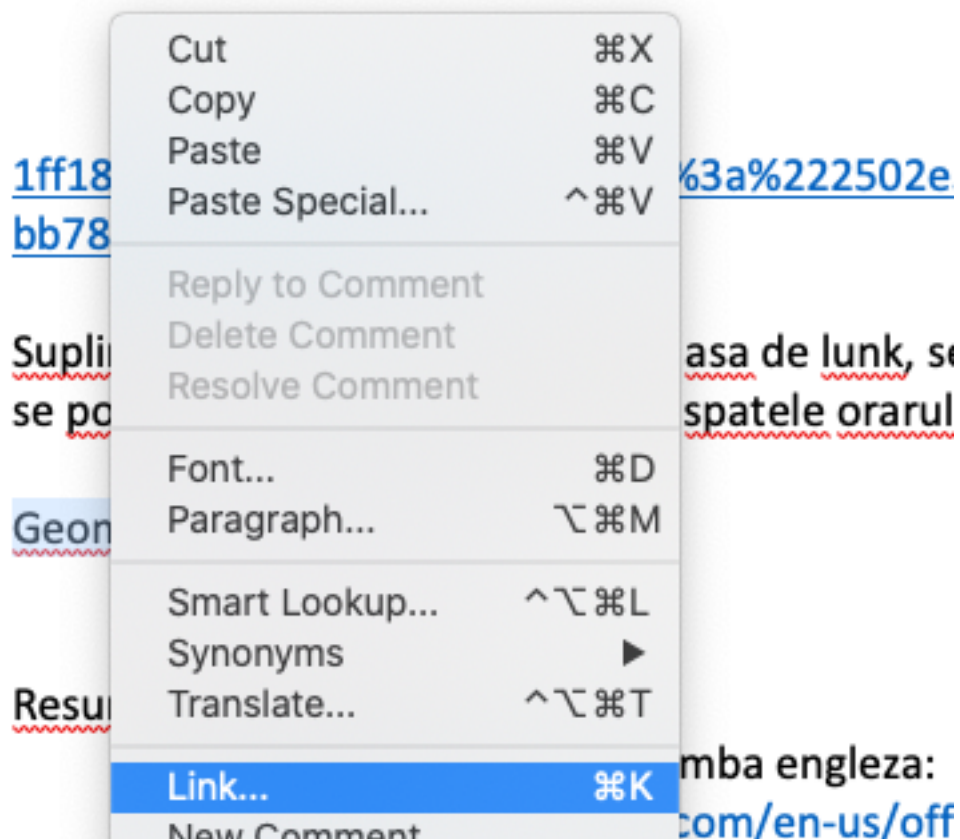 Cut ⌘X
Copy ⌘C
Paste ⌘V
1ff18 %3a%222502e
Paste Special... ^⌘V
bb78
Reply to Comment
Delete Comment
Supli asa de lunk, se
Resolve Comment
se po spatele orarul
Font... ⌘D
Paragraph... ⌥⌘M
Geom
Smart Lookup... ^⌥⌘L
Synonyms ▶
Translate... ^⌥⌘T
Resu
mba engleza:
Link... ⌘K
com/en-us/off
New Comment